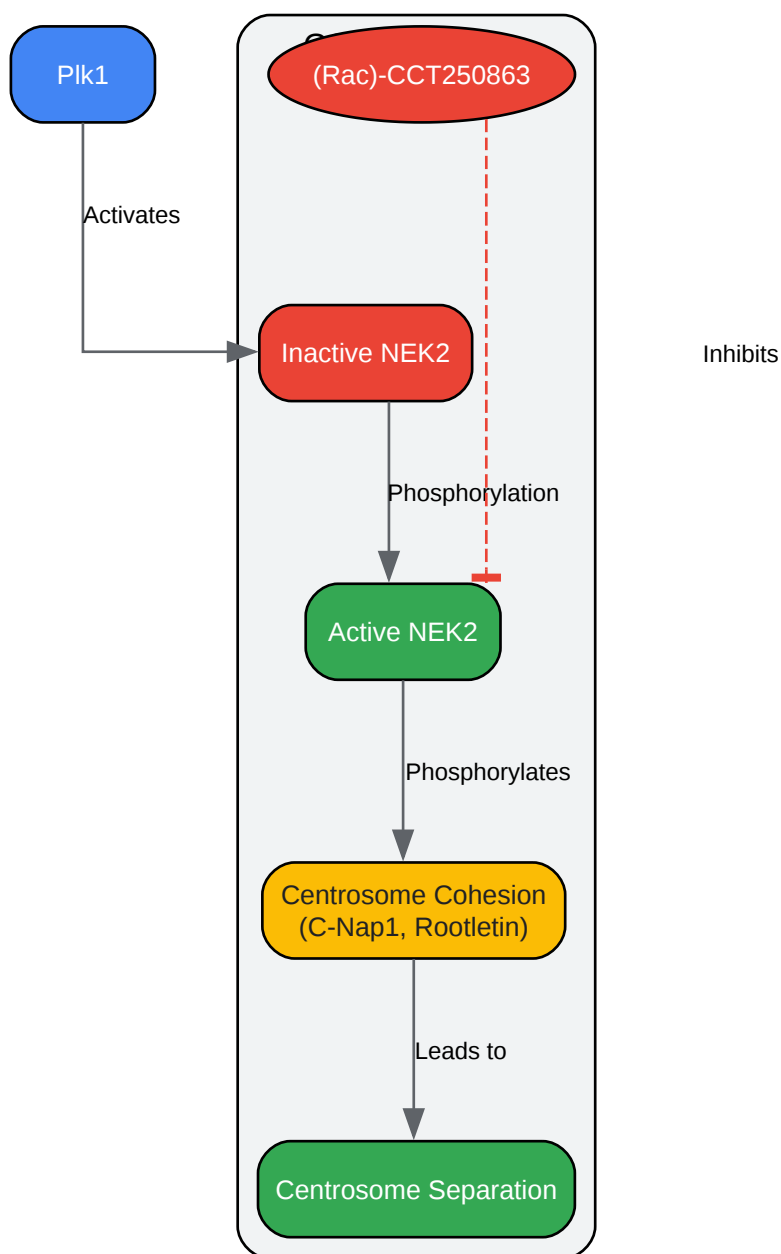 Plk1
(Rac)-CCT250863
Activates
Inactive NEK2
Inhibits
Phosphorylation
Active NEK2
Phosphorylates
Centrosome Cohesion
(C-Nap1, Rootletin)
Leads to
Centrosome Separation